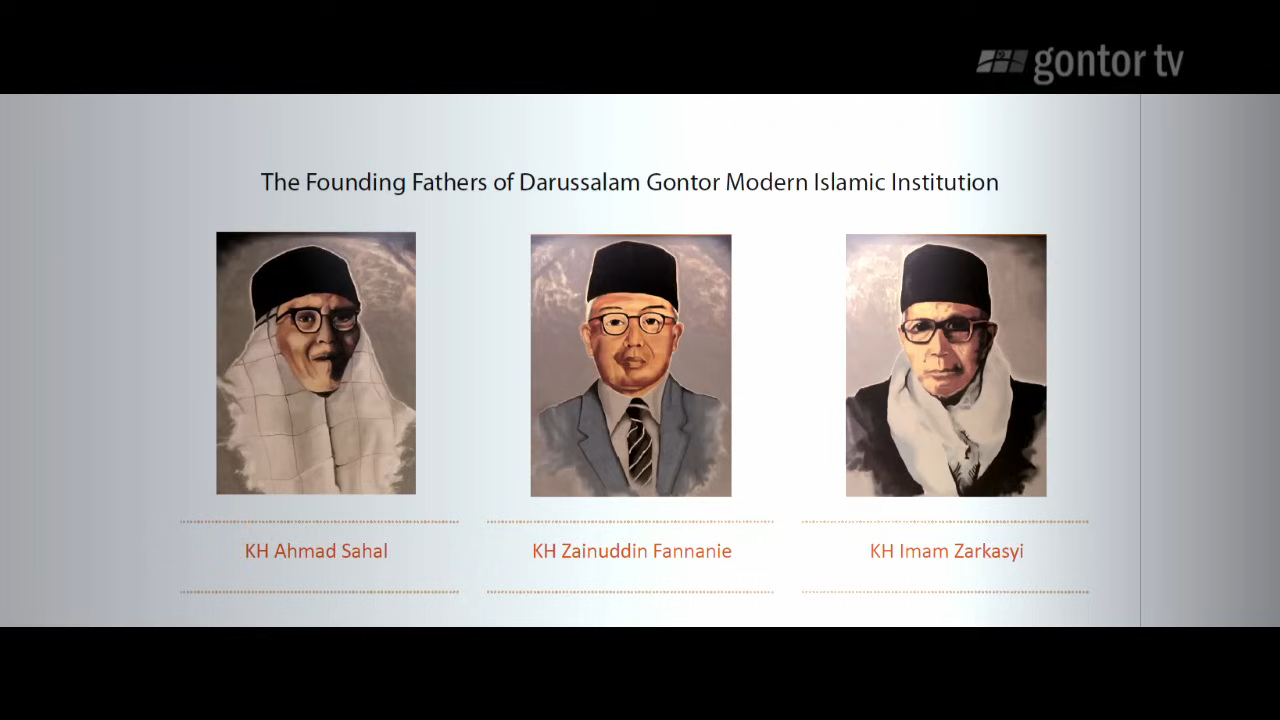 gontor tv
The Founding Fathers of Darussalam Gontor Modern Islamic Institution
KH Ahmad Sahal
KH Zainuddin Fannanie
KH Imam Zarkasyi